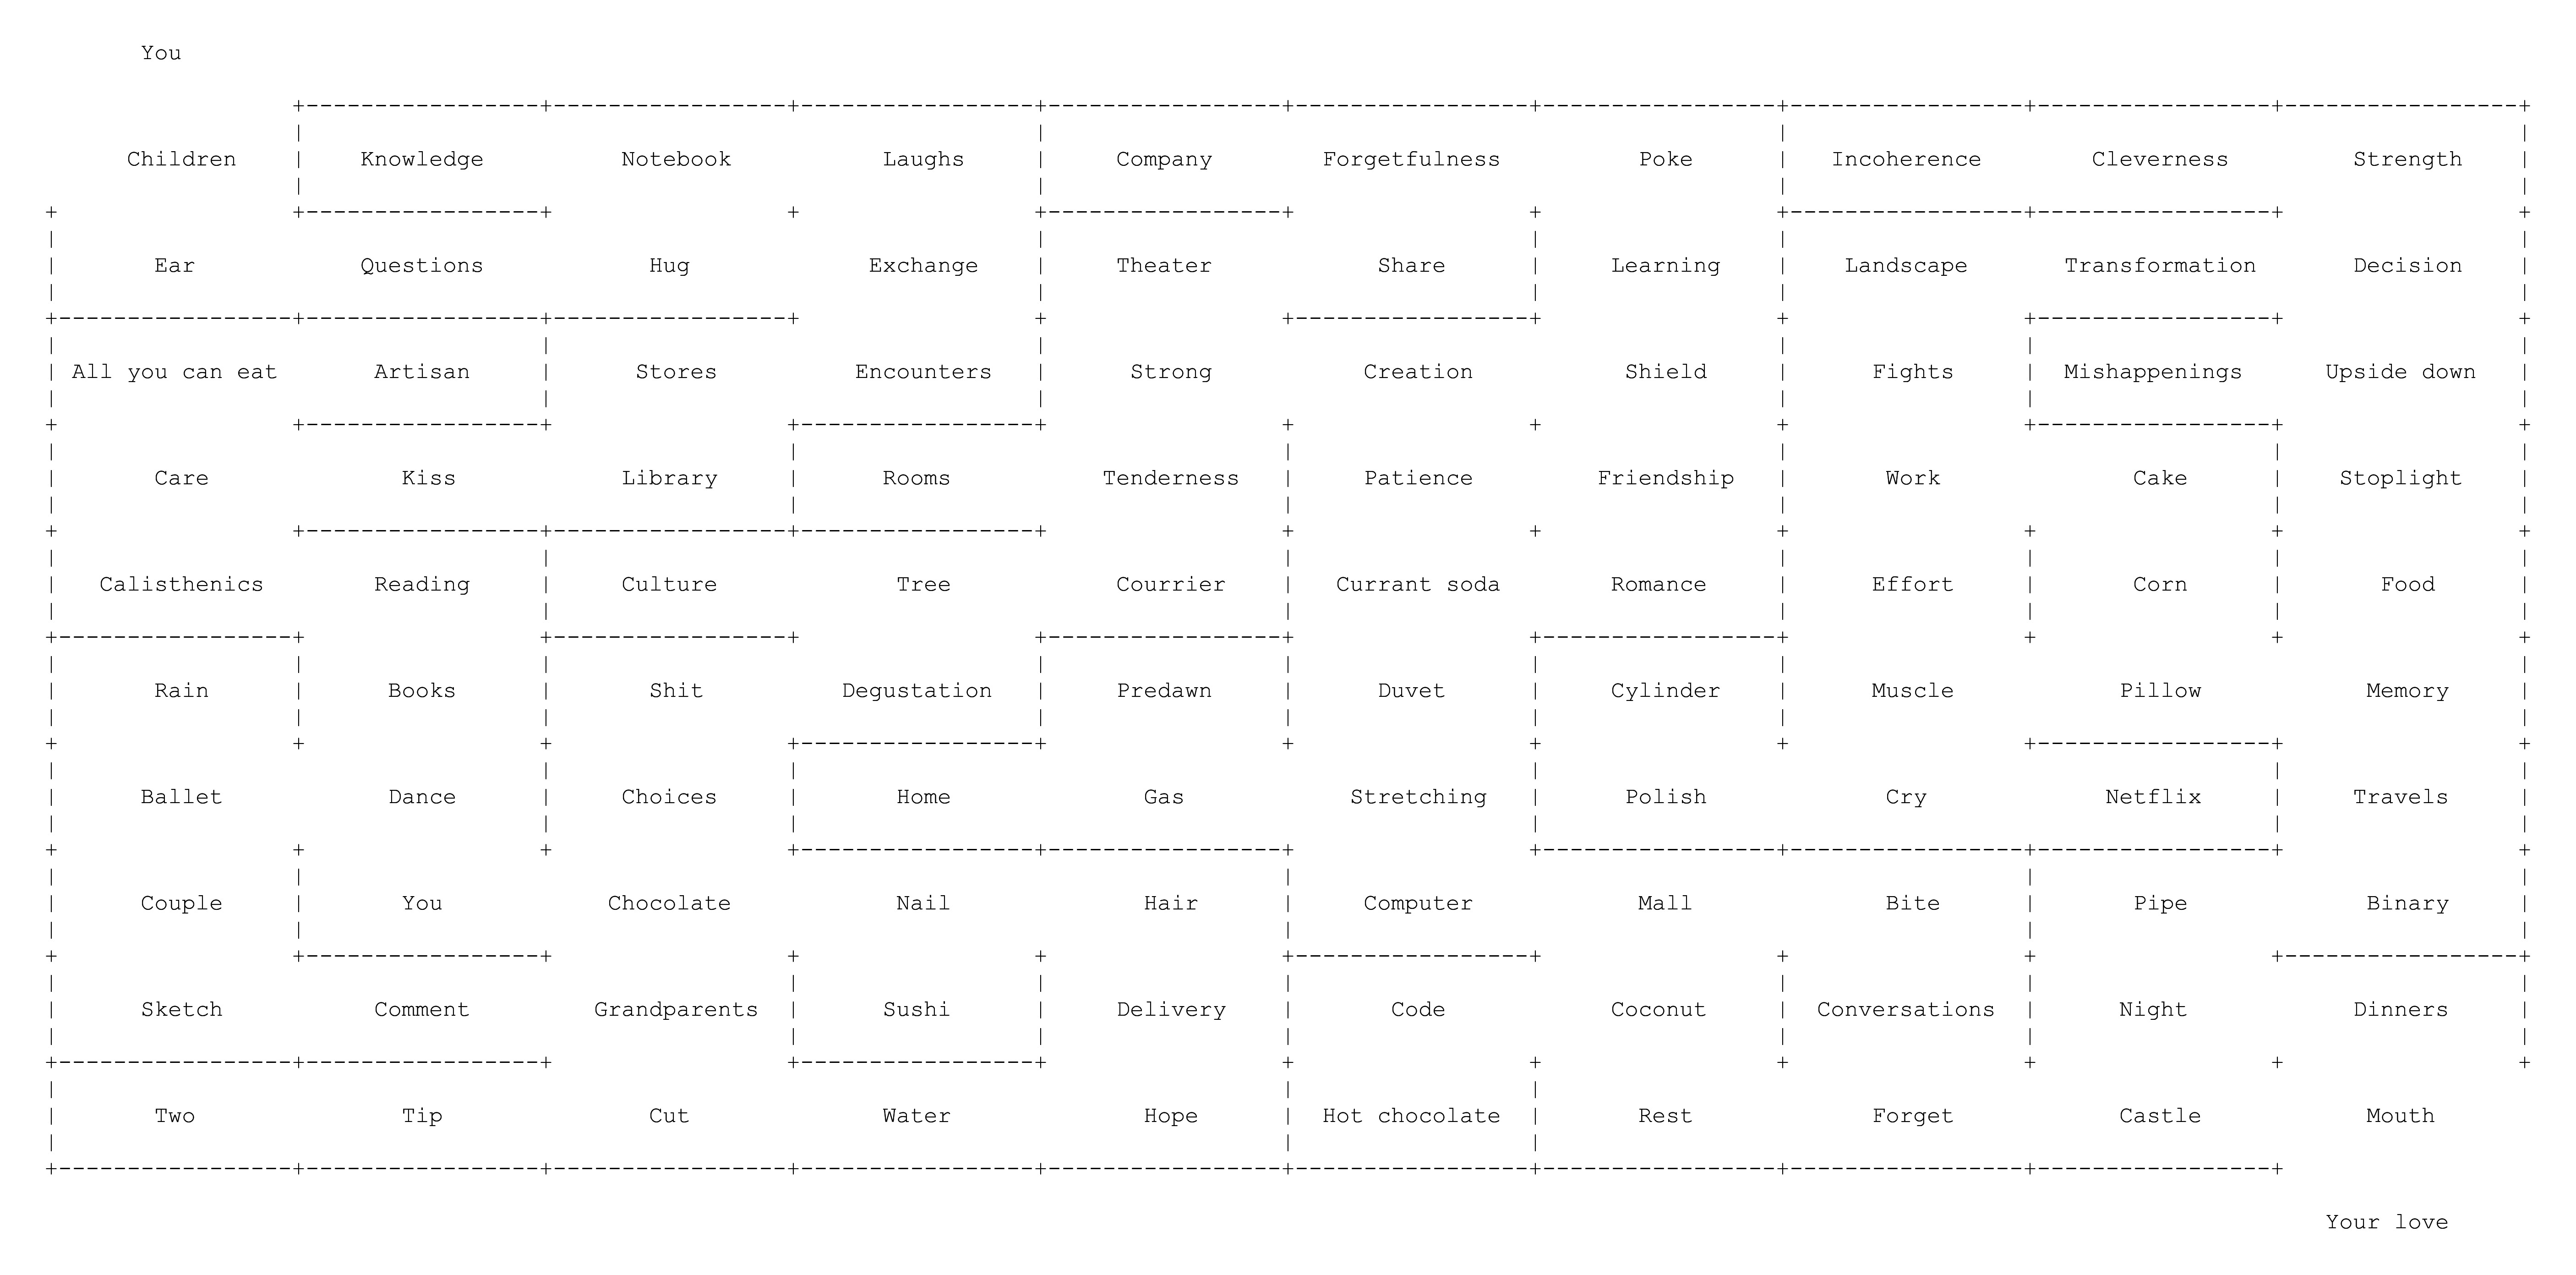 You
Children Knowledge Notebook Laughs Company Forgetfulness Poke Incoherence Cleverness Strength
Ear Questions Hug Exchange Theater Share Learning Landscape Transformation Decision
All you can eat Artisan Stores Encounters Strong Creation Shield Fights Mishappenings Upside down
Care Kiss Library Rooms Tenderness Patience Friendship Work Cake Stoplight
Calisthenics Reading Culture Tree Courrier Currant soda Romance Effort Corn Food
Rain Books Shit Degustation Predawn Duvet Cylinder Muscle Pillow Memory
Ballet Dance Choices Home Gas Stretching Polish Cry Netflix Travels
Couple You Chocolate Nail Hair Computer Mall Bite Pipe Binary
Sketch Comment Grandparents Sushi Delivery Code Coconut Conversations Night Dinners
Two Tip Cut Water Hope Hot chocolate Rest Forget Castle Mouth
Your love